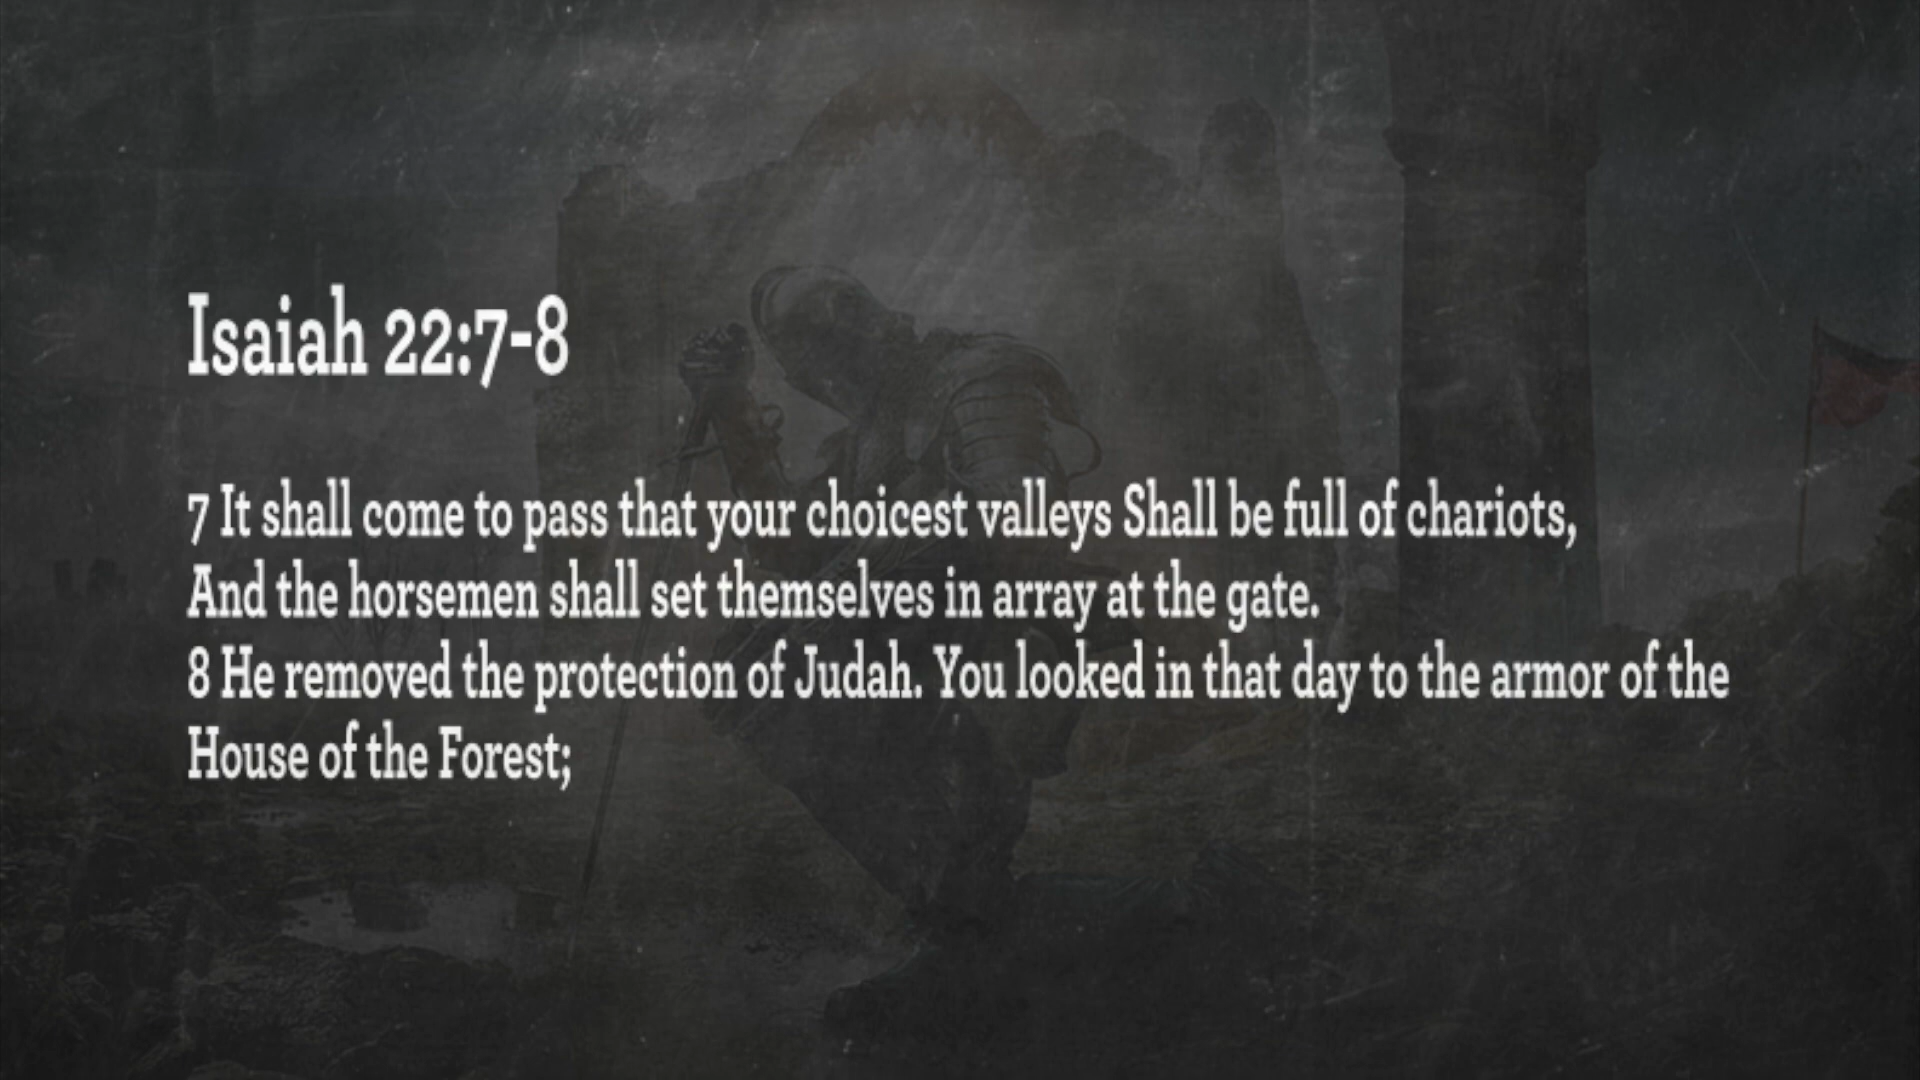 Isaiah 22:7-8
7 It shall come to pass that your choicest valleys Shall be full of chariots,
And the horsemen shall set themselves in array at the gate.
8 He removed the protection of Judah. You looked in that day to the armor of the
House of the Forest;